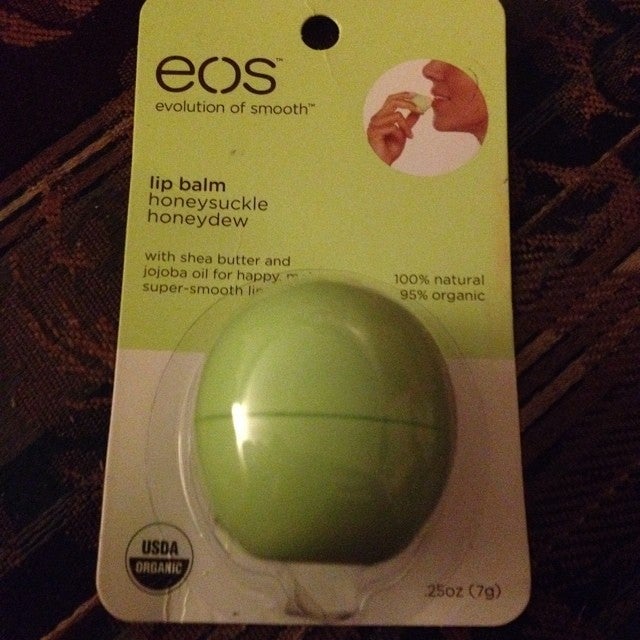 eos™
evolution of smooth™
lip balm
honeysuckle
honeydew
with shea butter and
jojoba oil for happy,
super-smooth
100% natural
95% organic
USDA
ORGANIC
.25oz (7g)